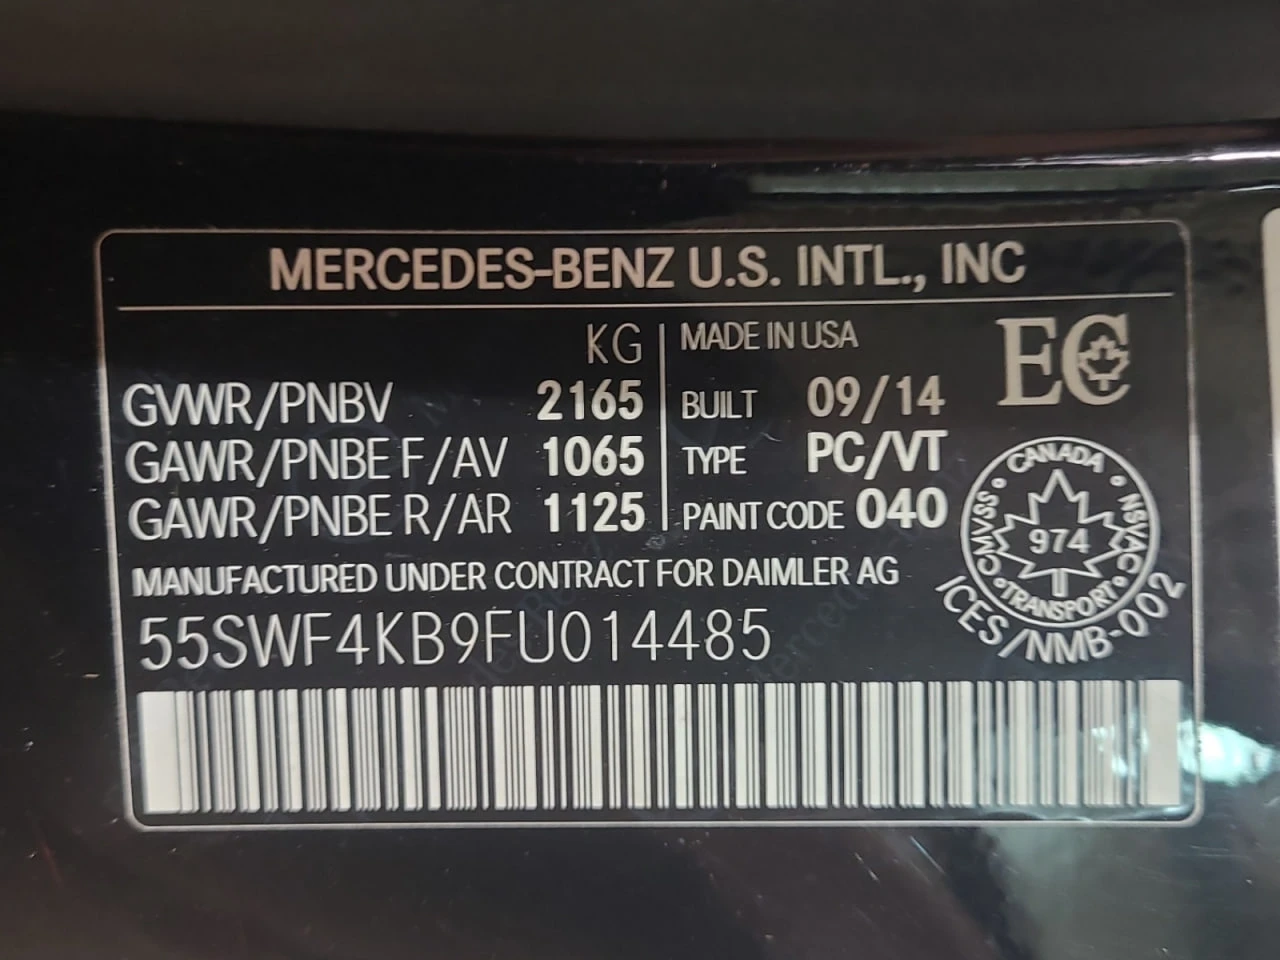 MERCEDES-BENZ U.S. INTL., INC
KG
GVWR/PNBV 2165
GAWR/PNBE F/AV 1065
GAWR/PNBE R/AR 1125
MADE IN USA
BUILT 09/14
TYPE PC/VT
PAINT CODE 040
EC
CANADA
CMVSS
NSVAC
974
TRANSPORT
ICES/NMB-002
MANUFACTURED UNDER CONTRACT FOR DAIMLER AG
55SWF4KB9FU014485